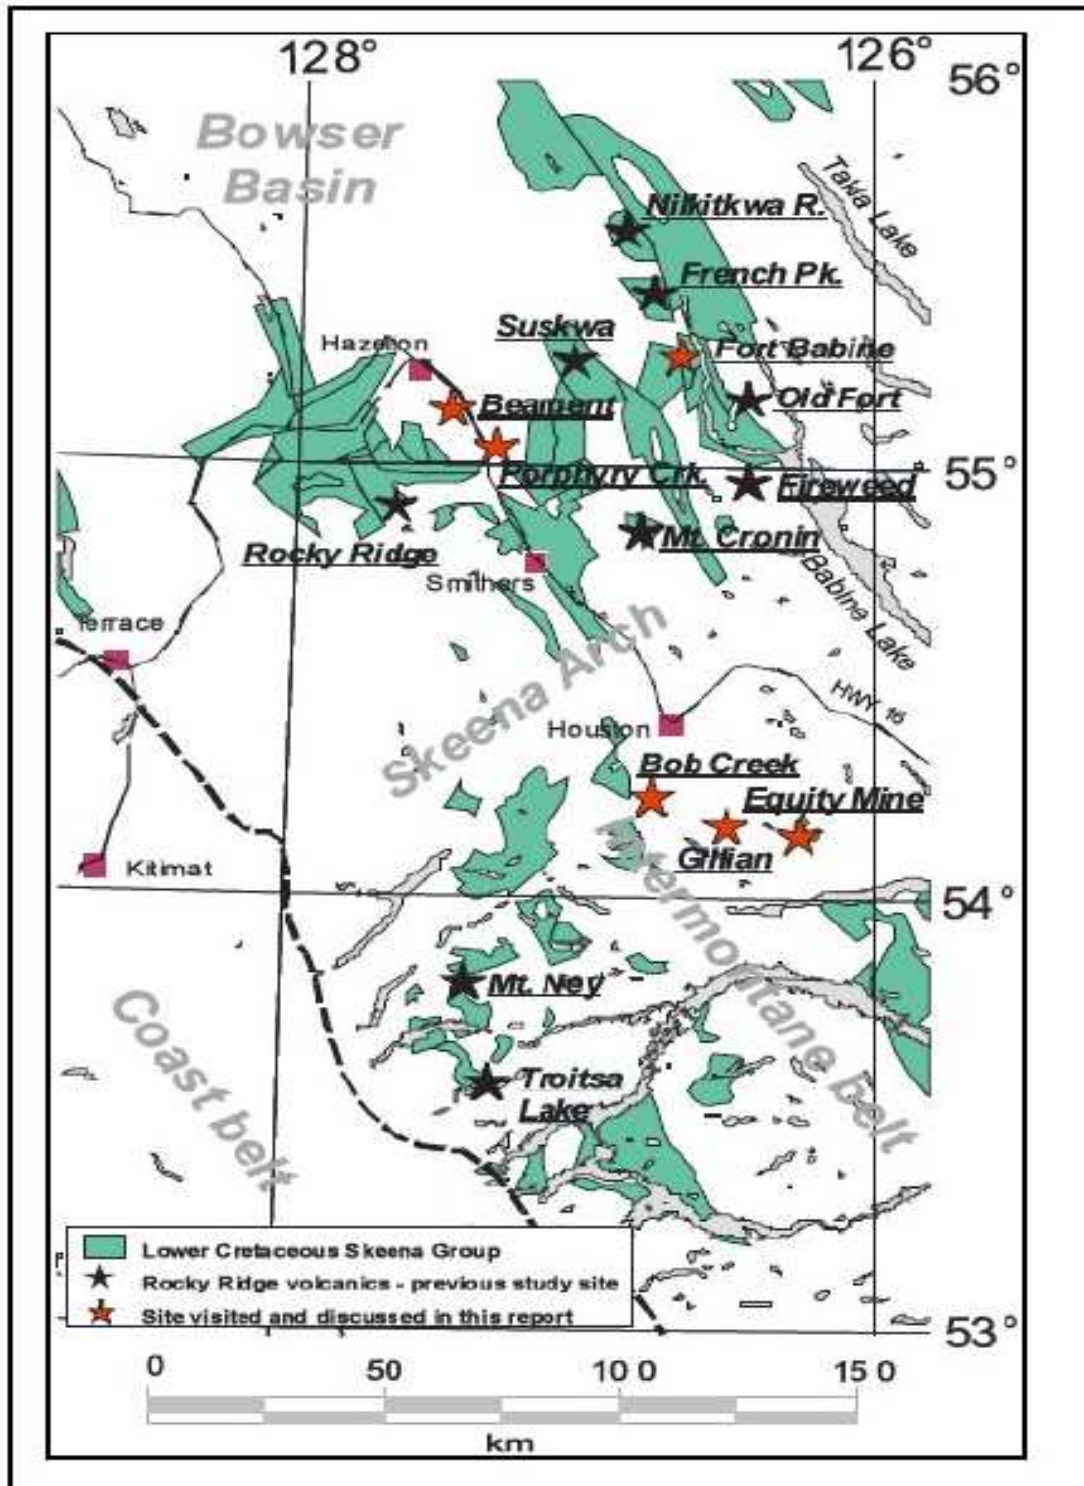 128°
126°
56°
Bowser
Basin
Takla Lake
Nilkitkwa R.
French Pk.
Suskwa
Hazelton
Fort Babine
Old Fort
Beament
Porphyry Crk.
55°
Fireweed
Rocky Ridge
Mt. Cronin
Smithers
Babine Lake
Terrace
Skeena Arch
HWY 16
Houston
Bob Creek
Equity Mine
Gillian
Kitimat
54°
Intermontane belt
Mt. Ney
Coast belt
Troitsa
Lake
Lower Cretaceous Skeena Group
Rocky Ridge volcanics - previous study site
Site visited and discussed in this report
53°
0 50 100 150
km